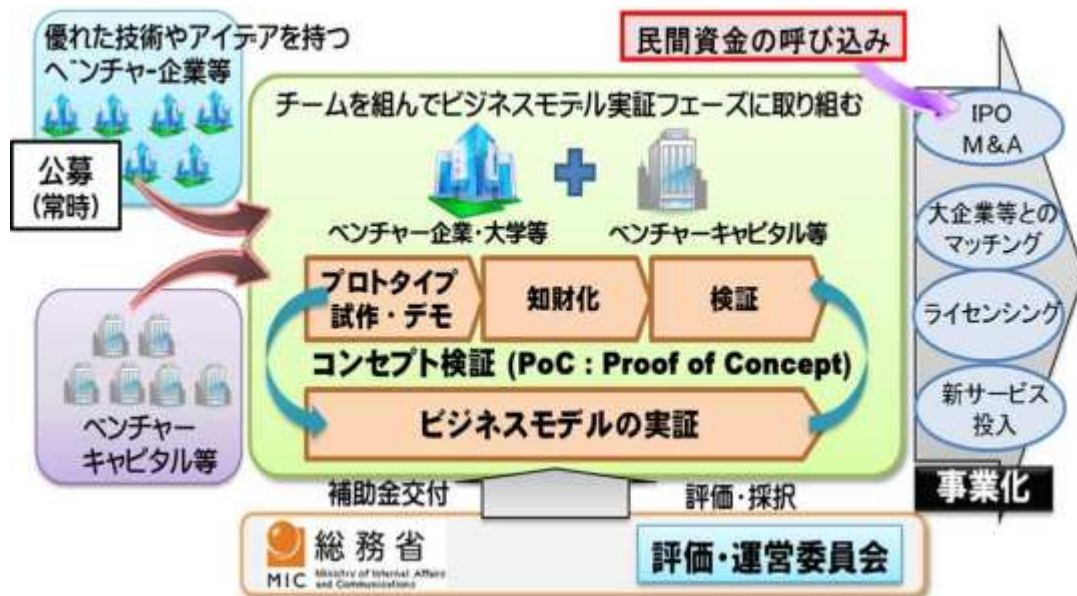 優れた技術やアイデアを持つ
ベンチャー企業等
民間資金の呼び込み
公募
(常時)
チームを組んでビジネスモデル実証フェーズに取り組む
ベンチャー企業・大学等
ベンチャーキャピタル等
プロトタイプ
試作・デモ
知財化
検証
コンセプト検証 (PoC : Proof of Concept)
ビジネスモデルの実証
ベンチャー
キャピタル等
IPO
M&A
大企業等との
マッチング
ライセンシング
新サービス
投入
事業化
補助金交付
評価・採択
総務省
MIC
Ministry of Internal Affairs
and Communications
評価・運営委員会